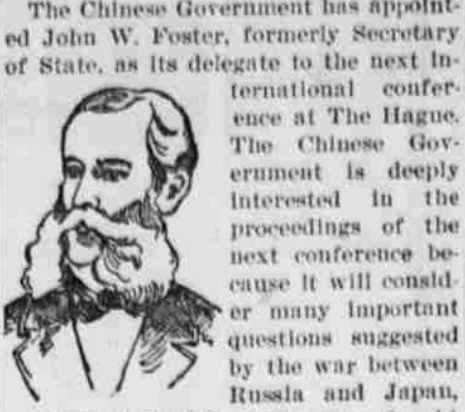 The Chinese Government has appoint-
ed John W. Foster, formerly Secretary
of State, as its delegate to the next In-
ternational confer-
ence at The Hague.
The Chinese Gov-
ernment is deeply
interested in the
proceedings of the
next conference be-
cause it will consid-
er many important
questions suggested
by the war between
Russia and Japan,